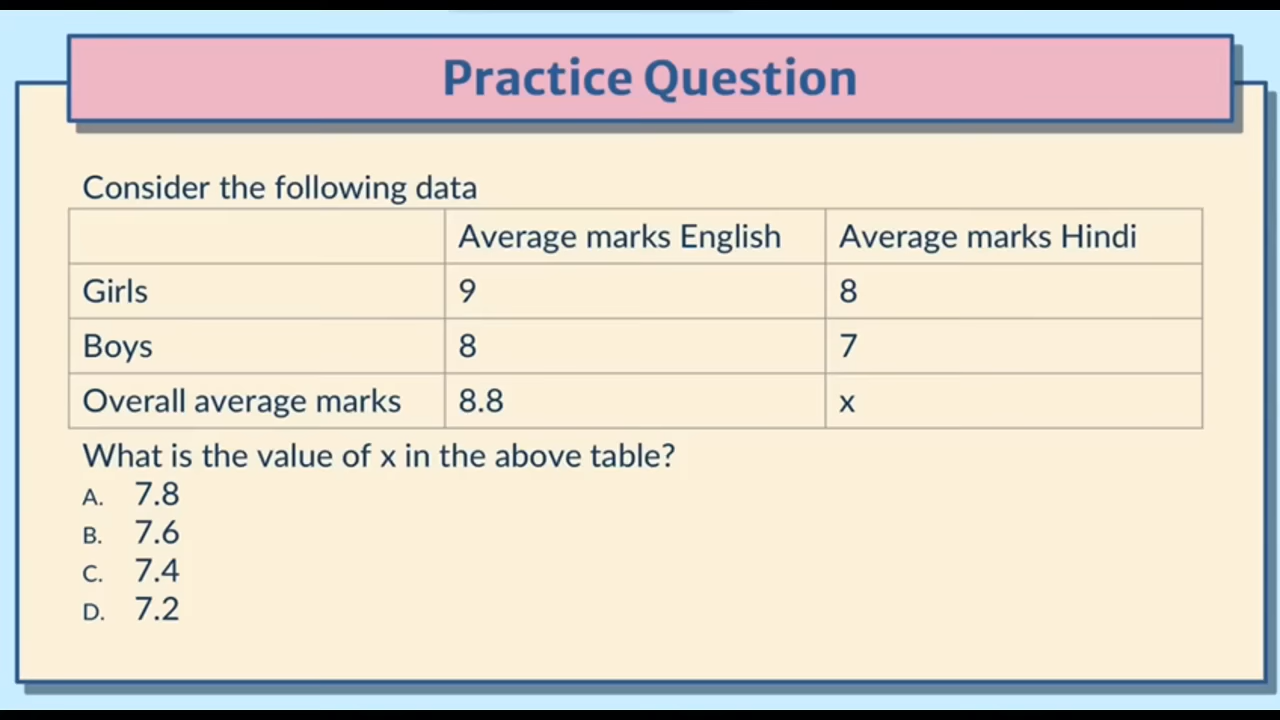 Practice Question
Consider the following data
Average marks English Average marks Hindi
Girls 9 8
Boys 8 7
Overall average marks 8.8 x
What is the value of x in the above table?
A. 7.8
B. 7.6
C. 7.4
D. 7.2